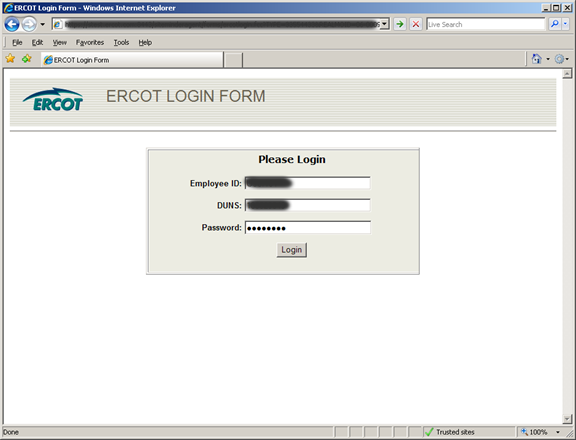 ERCOT Login Form - Windows Internet Explorer
Live Search
File Edit View Favorites Tools Help
ERCOT Login Form
ERCOT ERCOT LOGIN FORM
Please Login
Employee ID:
DUNS:
Password: ••••••••
Login
Done Trusted sites 100%